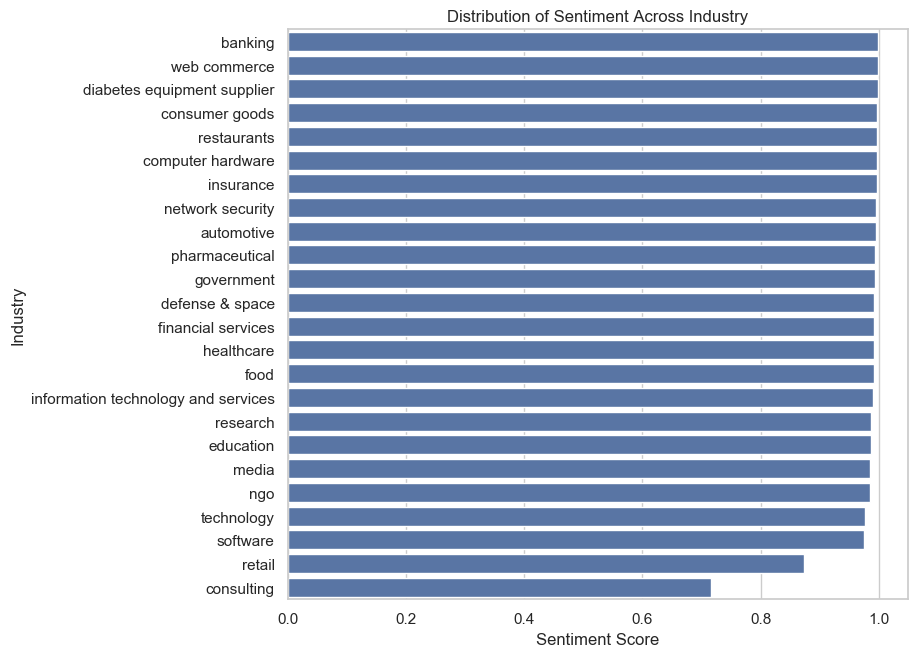 Distribution of Sentiment Across Industry
Industry
banking
web commerce
diabetes equipment supplier
consumer goods
restaurants
computer hardware
insurance
network security
automotive
pharmaceutical
government
defense & space
financial services
healthcare
food
information technology and services
research
education
media
ngo
technology
software
retail
consulting
0.0 0.2 0.4 0.6 0.8 1.0
Sentiment Score